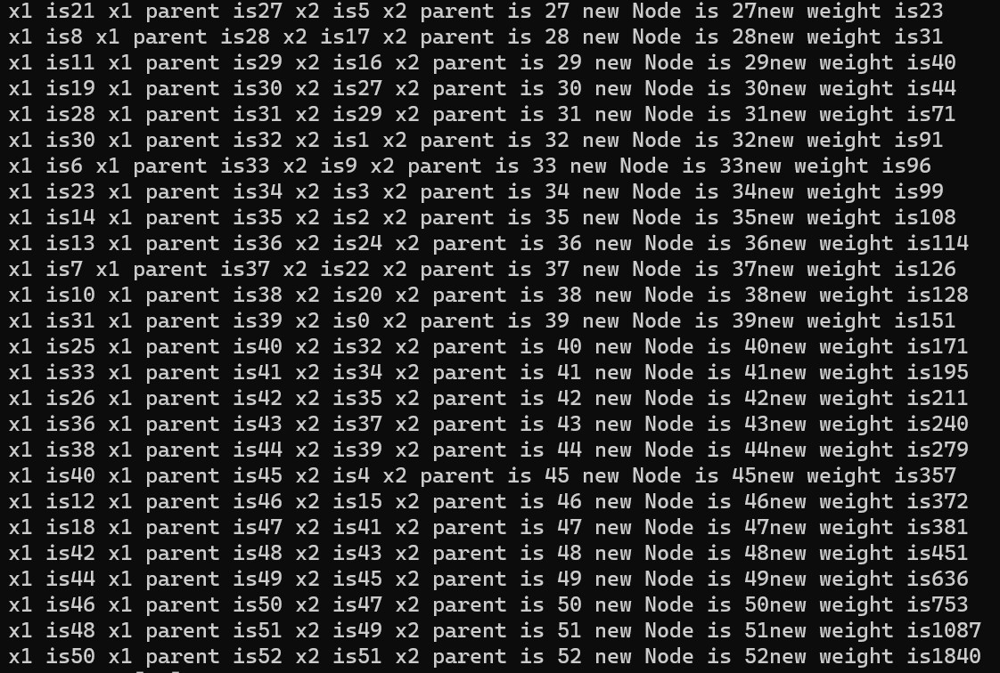 x1 is21 x1 parent is27 x2 is5 x2 parent is 27 new Node is 27new weight is23
x1 is8 x1 parent is28 x2 is17 x2 parent is 28 new Node is 28new weight is31
x1 is11 x1 parent is29 x2 is16 x2 parent is 29 new Node is 29new weight is40
x1 is19 x1 parent is30 x2 is27 x2 parent is 30 new Node is 30new weight is44
x1 is28 x1 parent is31 x2 is29 x2 parent is 31 new Node is 31new weight is71
x1 is30 x1 parent is32 x2 is1 x2 parent is 32 new Node is 32new weight is91
x1 is6 x1 parent is33 x2 is9 x2 parent is 33 new Node is 33new weight is96
x1 is23 x1 parent is34 x2 is3 x2 parent is 34 new Node is 34new weight is99
x1 is14 x1 parent is35 x2 is2 x2 parent is 35 new Node is 35new weight is108
x1 is13 x1 parent is36 x2 is24 x2 parent is 36 new Node is 36new weight is114
x1 is7 x1 parent is37 x2 is22 x2 parent is 37 new Node is 37new weight is126
x1 is10 x1 parent is38 x2 is20 x2 parent is 38 new Node is 38new weight is128
x1 is31 x1 parent is39 x2 is0 x2 parent is 39 new Node is 39new weight is151
x1 is25 x1 parent is40 x2 is32 x2 parent is 40 new Node is 40new weight is171
x1 is33 x1 parent is41 x2 is34 x2 parent is 41 new Node is 41new weight is195
x1 is26 x1 parent is42 x2 is35 x2 parent is 42 new Node is 42new weight is211
x1 is36 x1 parent is43 x2 is37 x2 parent is 43 new Node is 43new weight is240
x1 is38 x1 parent is44 x2 is39 x2 parent is 44 new Node is 44new weight is279
x1 is40 x1 parent is45 x2 is4 x2 parent is 45 new Node is 45new weight is357
x1 is12 x1 parent is46 x2 is15 x2 parent is 46 new Node is 46new weight is372
x1 is18 x1 parent is47 x2 is41 x2 parent is 47 new Node is 47new weight is381
x1 is42 x1 parent is48 x2 is43 x2 parent is 48 new Node is 48new weight is451
x1 is44 x1 parent is49 x2 is45 x2 parent is 49 new Node is 49new weight is636
x1 is46 x1 parent is50 x2 is47 x2 parent is 50 new Node is 50new weight is753
x1 is48 x1 parent is51 x2 is49 x2 parent is 51 new Node is 51new weight is1087
x1 is50 x1 parent is52 x2 is51 x2 parent is 52 new Node is 52new weight is1840